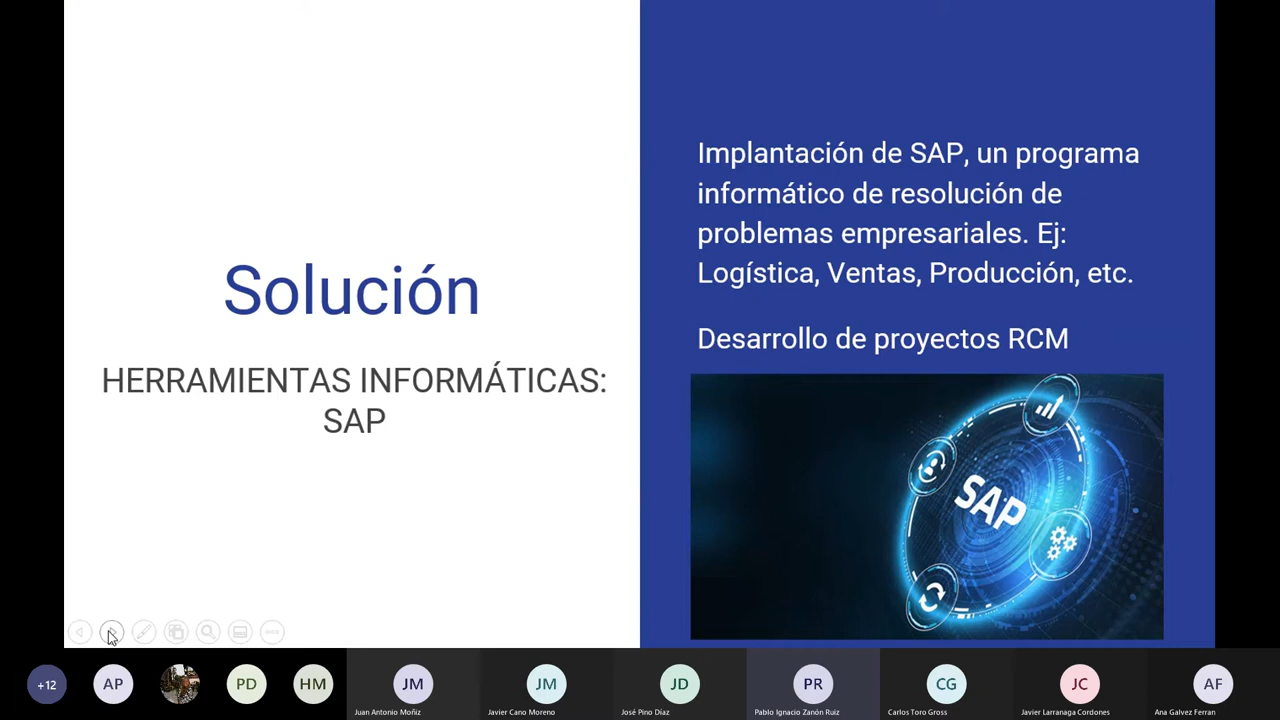 Solución
HERRAMIENTAS INFORMÁTICAS:
SAP
Implantación de SAP, un programa
informático de resolución de
problemas empresariales. Ej:
Logística, Ventas, Producción, etc.
Desarrollo de proyectos RCM
SAP
+12
AP
PD
HM
JM
Juan Antonio Moñiz
JM
Javier Cano Moreno
JD
José Pino Díaz
PR
Pablo Ignacio Zanón Ruiz
CG
Carlos Toro Gross
JC
Javier Larranaga Cordones
AF
Ana Galvez Ferran